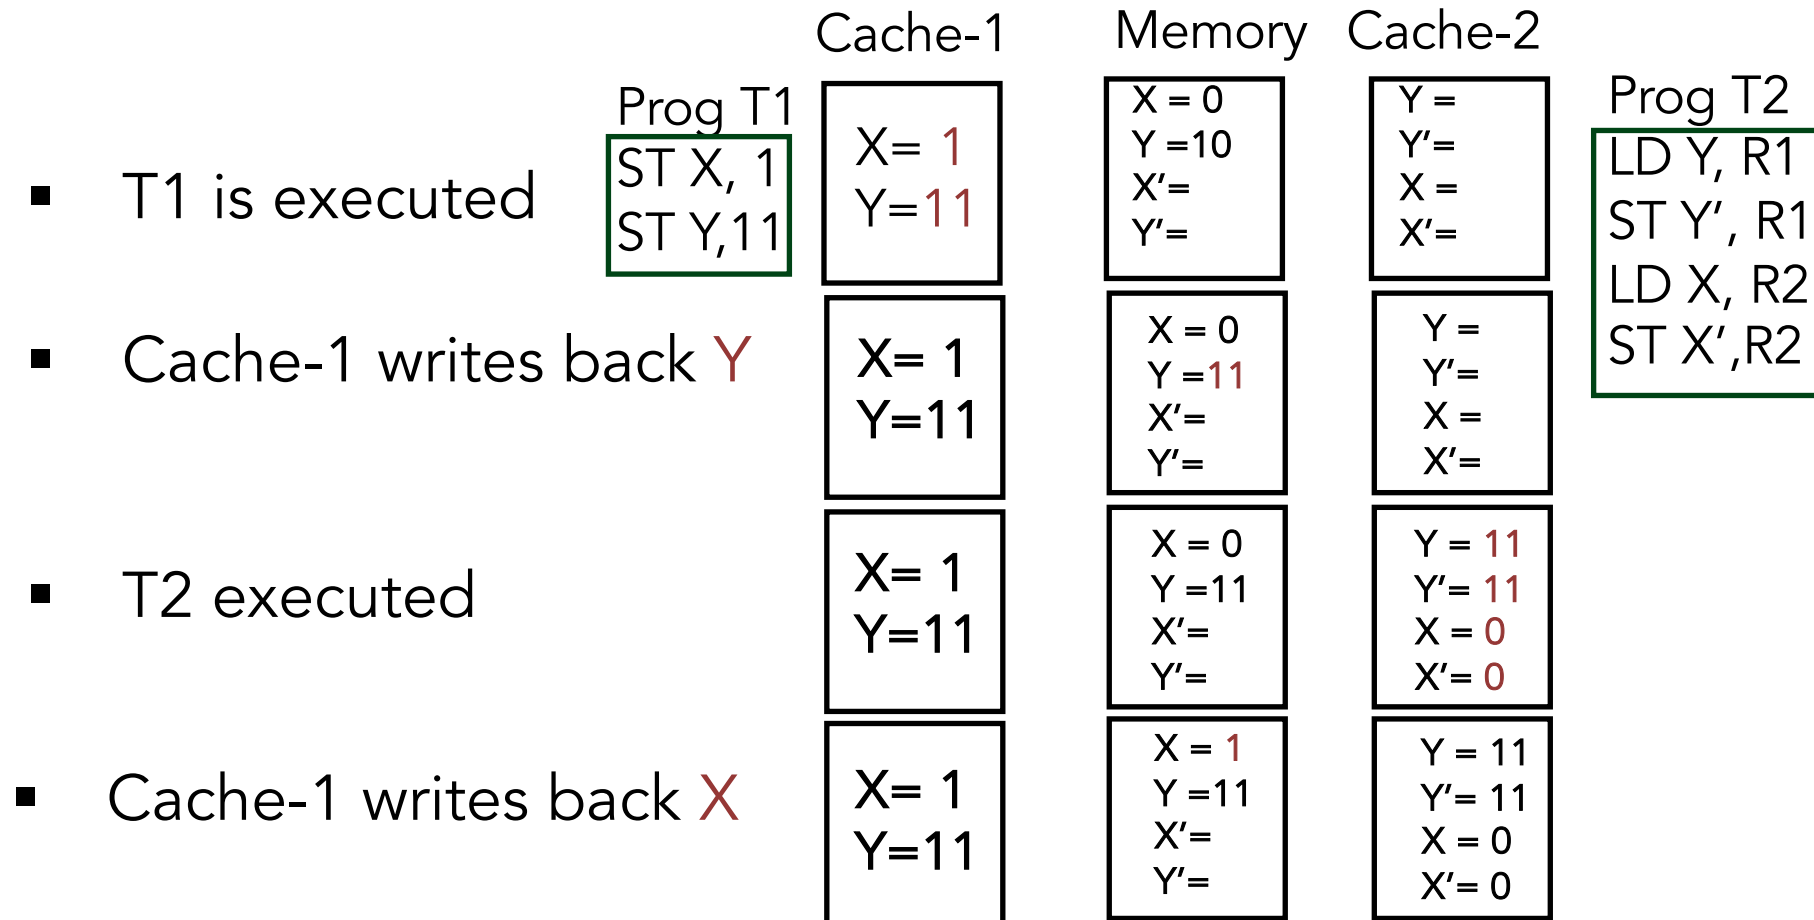 Cache-1 Memory Cache-2
Prog T1
ST X, 1
ST Y,11
Prog T2
LD Y, R1
ST Y’, R1
LD X, R2
ST X’,R2
▪ T1 is executed
X= 1
Y=11
X = 0
Y =10
X’=
Y’=
Y =
Y’=
X =
X’=
▪ Cache-1 writes back Y
X= 1
Y=11
X = 0
Y =11
X’=
Y’=
Y =
Y’=
X =
X’=
▪ T2 executed
X= 1
Y=11
X = 0
Y =11
X’=
Y’=
Y = 11
Y’= 11
X = 0
X’= 0
▪ Cache-1 writes back X
X= 1
Y=11
X = 1
Y =11
X’=
Y’=
Y = 11
Y’= 11
X = 0
X’= 0